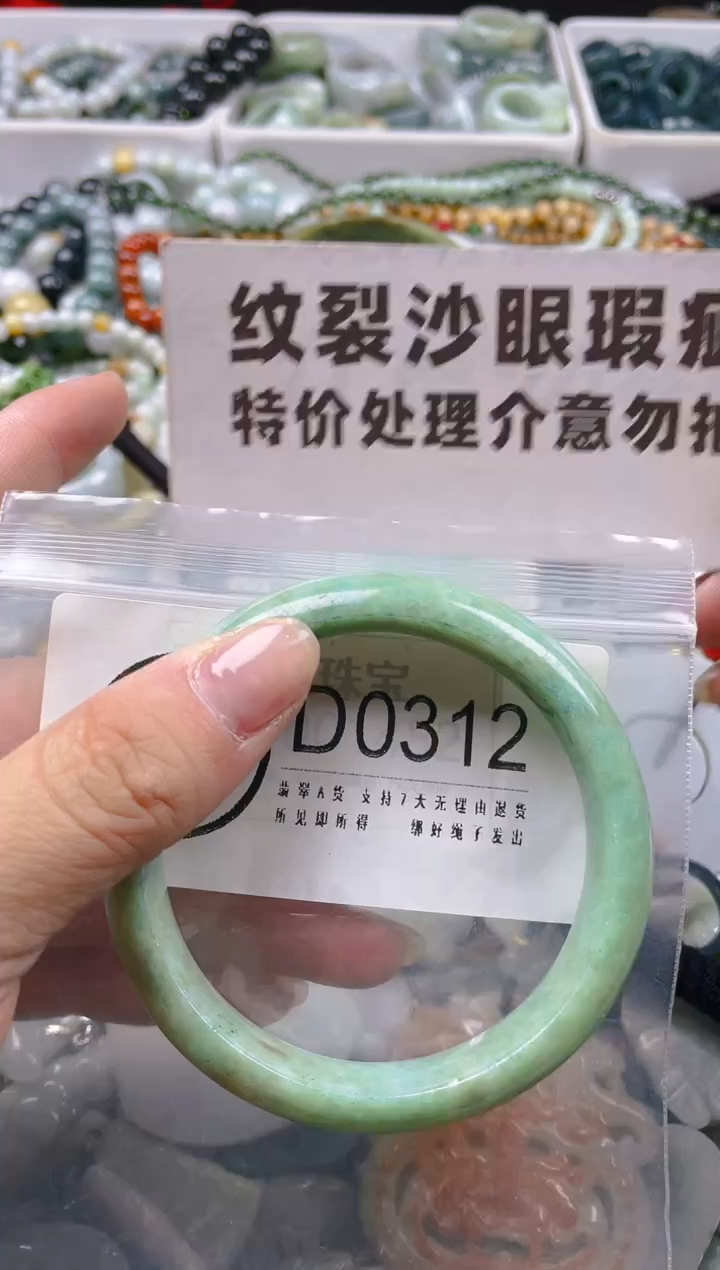 纹裂沙眼瑕疵
特价处理介意勿拍
珠宝
D0312
翡翠A货 支持7天无理由退货
所见即所得 绑好绳子发出